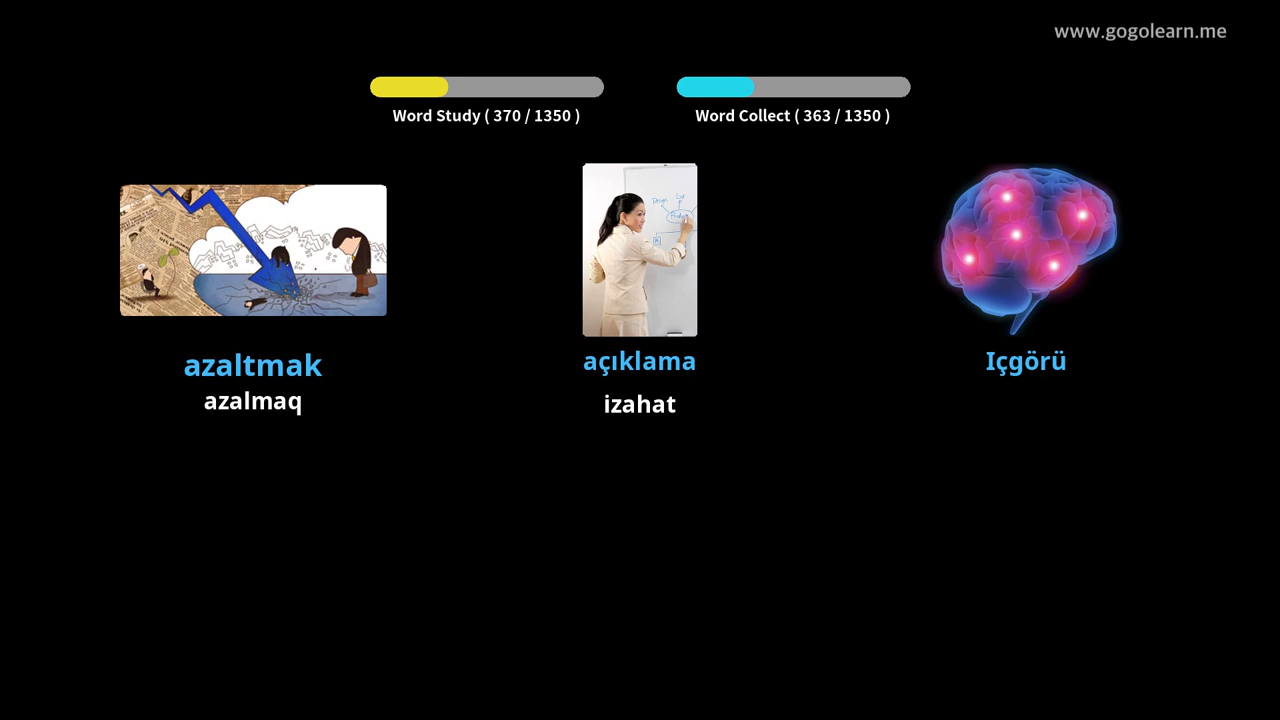 www.gogolearn.me
Word Study ( 370 / 1350 )
Word Collect ( 363 / 1350 )
azaltmak
açıklama
Içgörü
azalmaq
izahat